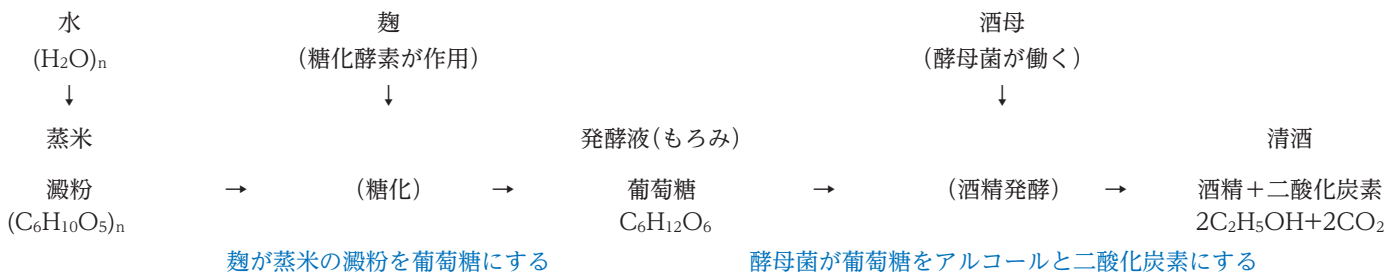 水 麹 酒母
(H₂O)n (糖化酵素が作用) (酵母菌が働く)
↓ ↓ ↓
蒸米 発酵液(もろみ) 清酒
澱粉 → (糖化) → 葡萄糖 → (酒精発酵) → 酒精+二酸化炭素
(C₆H₁₀O₅)n C₆H₁₂O₆ 2C₂H₅OH+2CO₂
麹が蒸米の澱粉を葡萄糖にする 酵母菌が葡萄糖をアルコールと二酸化炭素にする